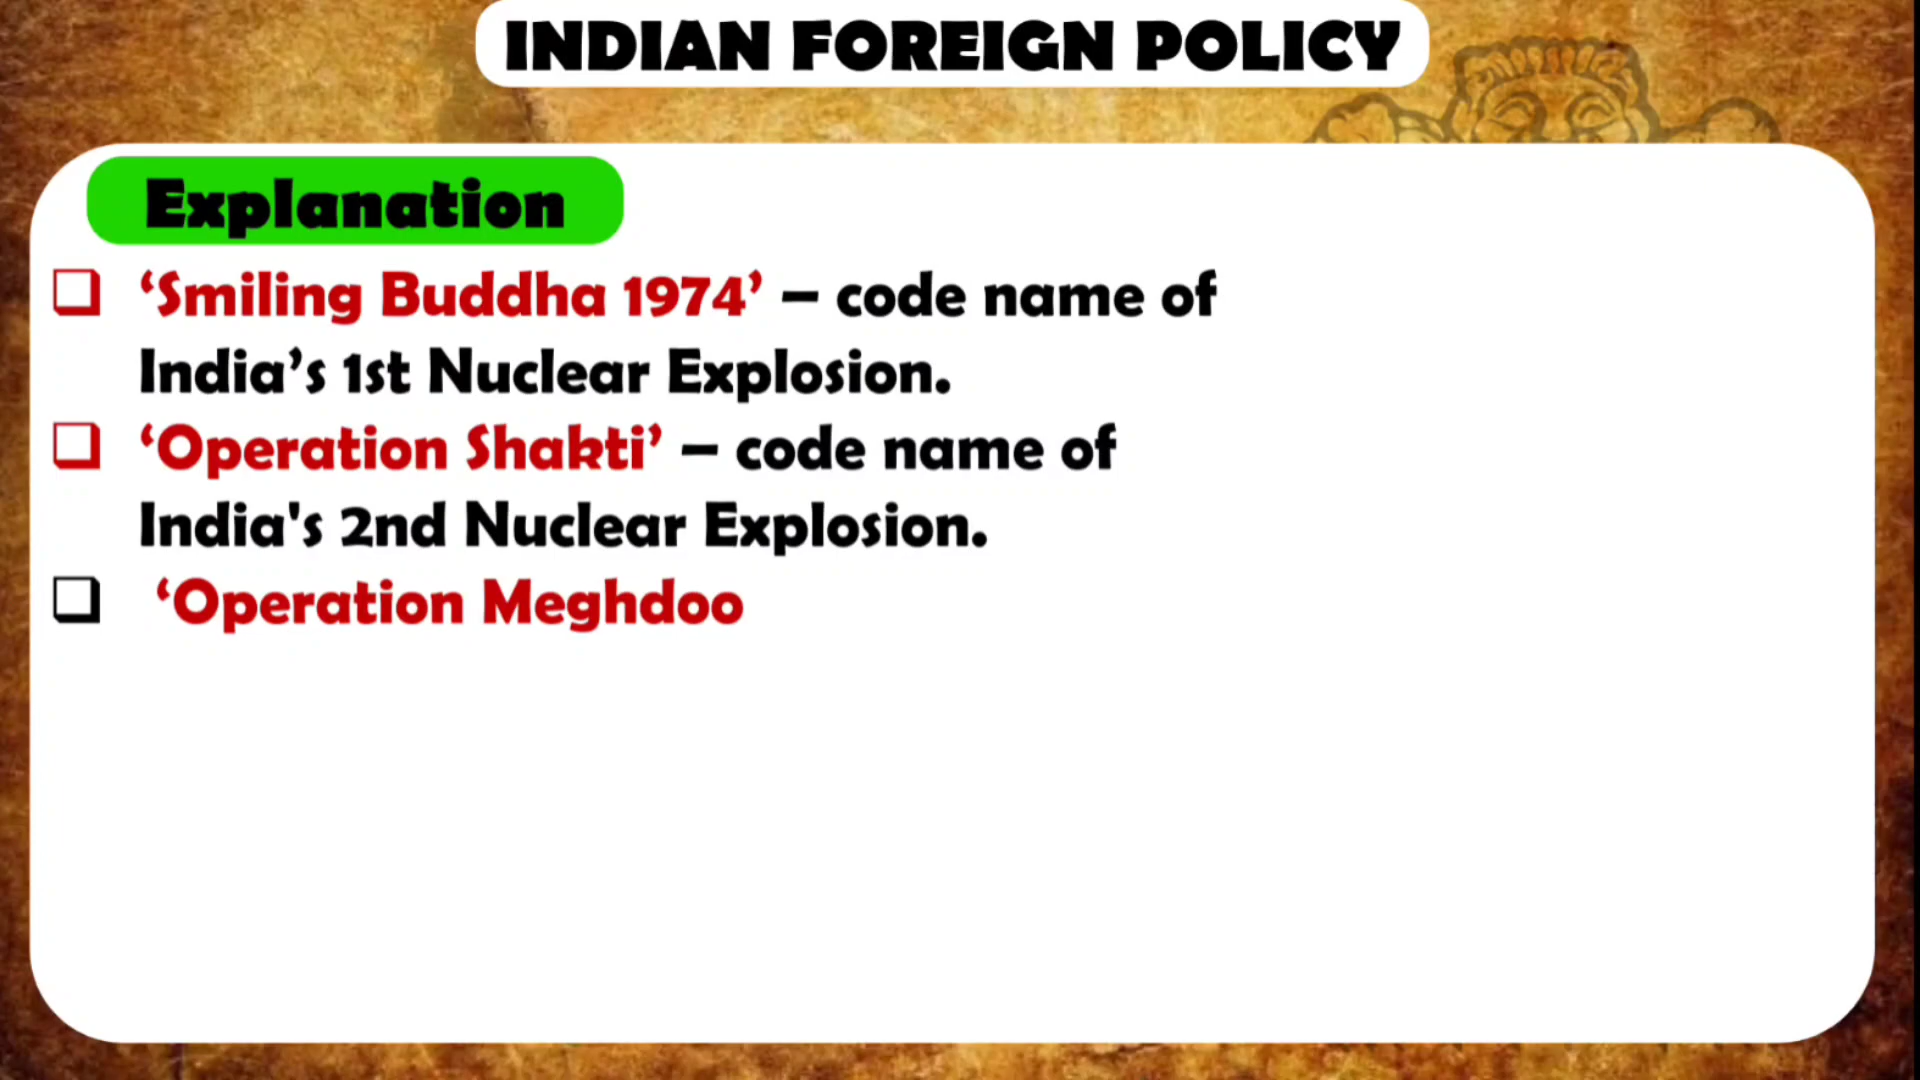 INDIAN FOREIGN POLICY
Explanation
❑ ‘Smiling Buddha 1974’ – code name of
India’s 1st Nuclear Explosion.
❑ ‘Operation Shakti’ – code name of
India's 2nd Nuclear Explosion.
❑ ‘Operation Meghdoo